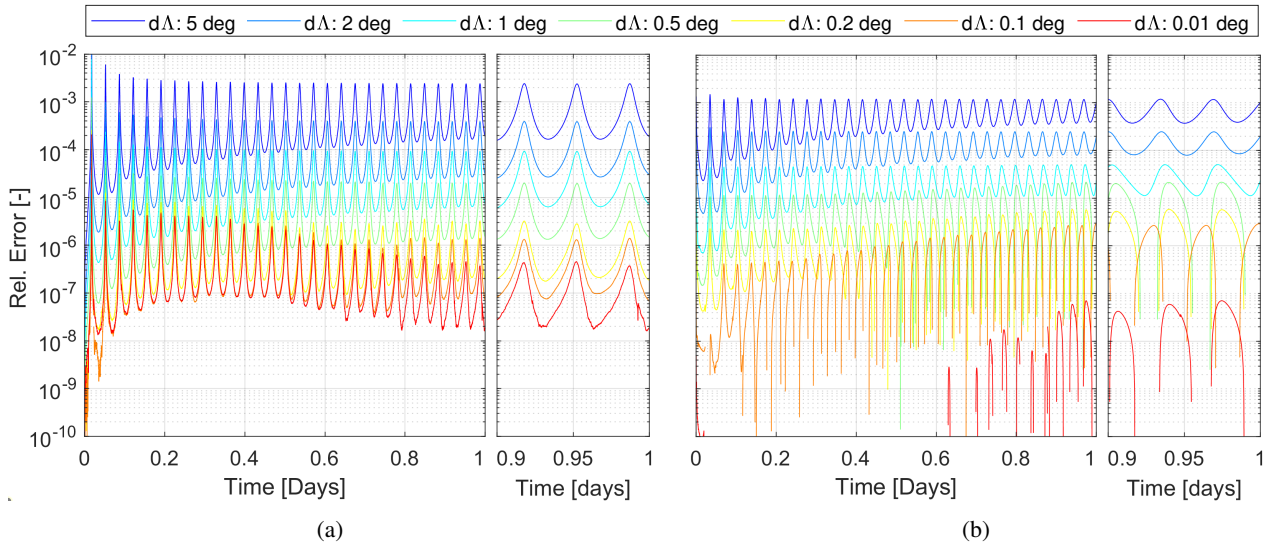 dΛ: 5 deg dΛ: 2 deg dΛ: 1 deg dΛ: 0.5 deg dΛ: 0.2 deg dΛ: 0.1 deg dΛ: 0.01 deg
Rel. Error [-]
10^-2
10^-3
10^-4
10^-5
10^-6
10^-7
10^-8
10^-9
10^-10
0 0.2 0.4 0.6 0.8 1
Time [Days]
0.9 0.95 1
Time [days]
(a)
0 0.2 0.4 0.6 0.8 1
Time [Days]
0.9 0.95 1
Time [days]
(b)